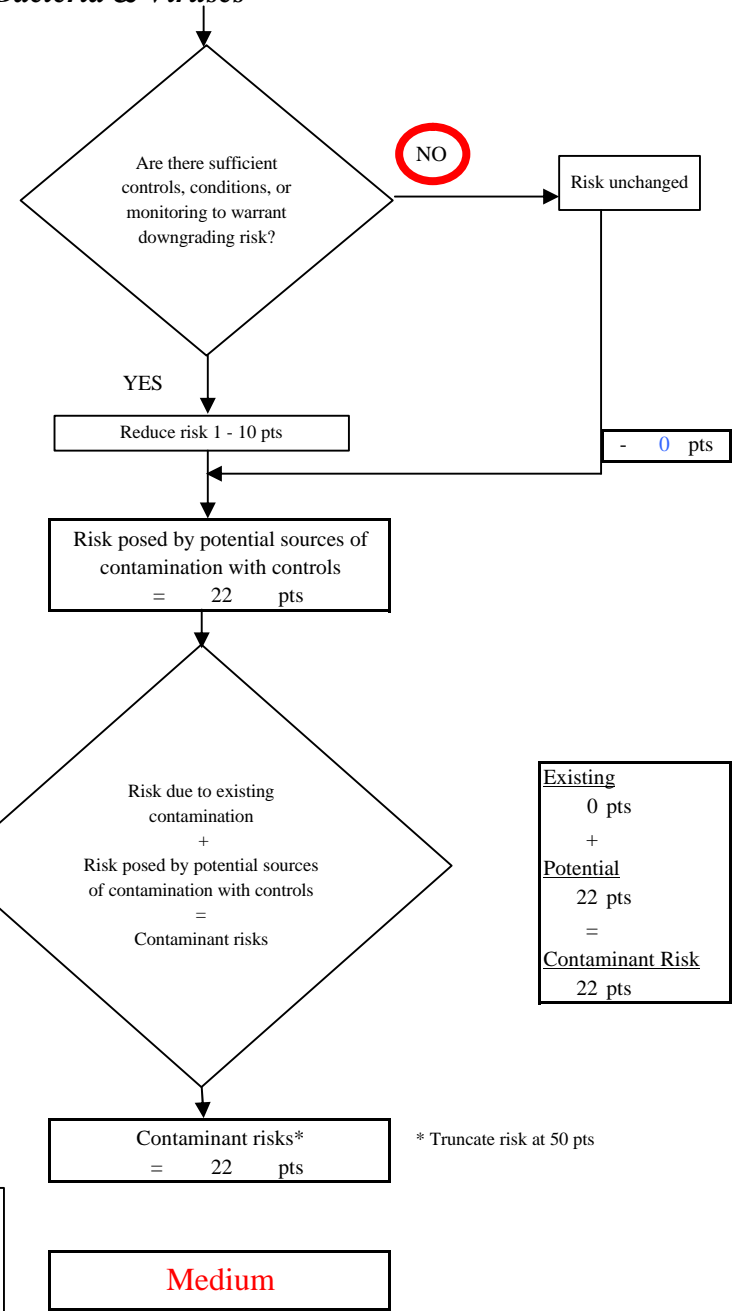 Bacteria & Viruses
Are there sufficient
controls, conditions, or
monitoring to warrant
downgrading risk?
NO
Risk unchanged
YES
Reduce risk 1 - 10 pts
- 0 pts
Risk posed by potential sources of
contamination with controls
= 22 pts
Risk due to existing
contamination
+
Risk posed by potential sources
of contamination with controls
=
Contaminant risks
Existing
0 pts
+
Potential
22 pts
=
Contaminant Risk
22 pts
Contaminant risks*
= 22 pts
* Truncate risk at 50 pts
Medium